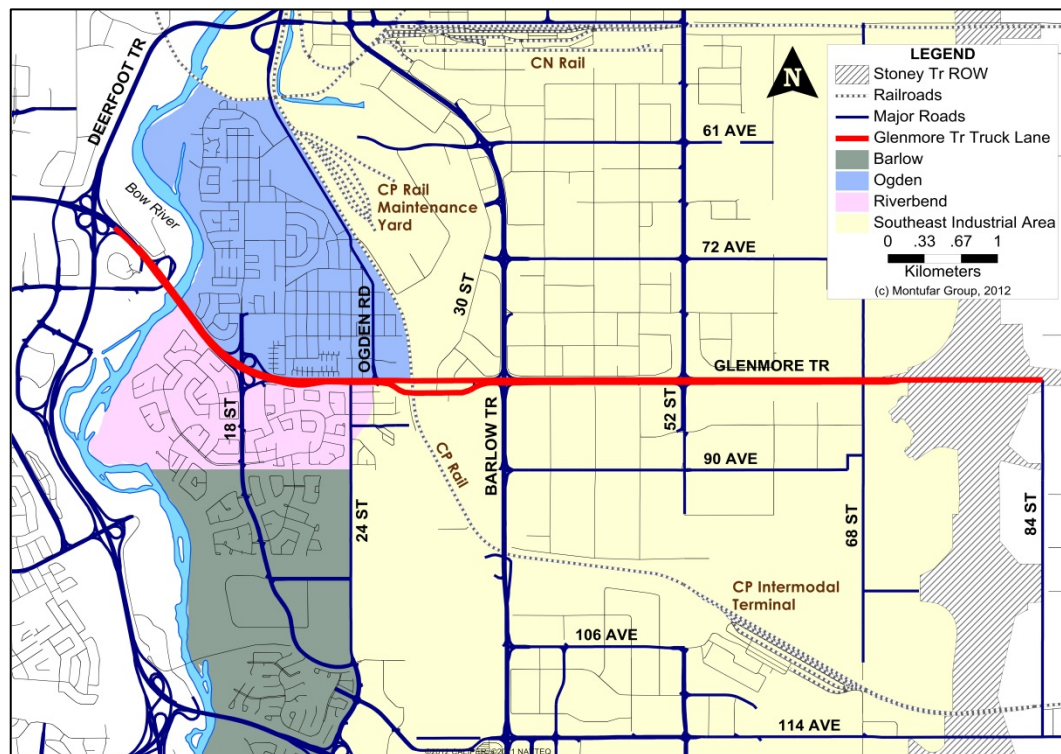 DEERFOOT TR
Bow River
CN Rail
N
61 AVE
CP Rail
Maintenance
Yard
72 AVE
30 ST
OGDEN RD
GLENMORE TR
18 ST
52 ST
BARLOW TR
CP Rail
90 AVE
24 ST
68 ST
84 ST
CP Intermodal
Terminal
106 AVE
114 AVE
LEGEND
Stoney Tr ROW
Railroads
Major Roads
Glenmore Tr Truck Lane
Barlow
Ogden
Riverbend
Southeast Industrial Area
0 .33 .67 1
Kilometers
(c) Montufar Group, 2012